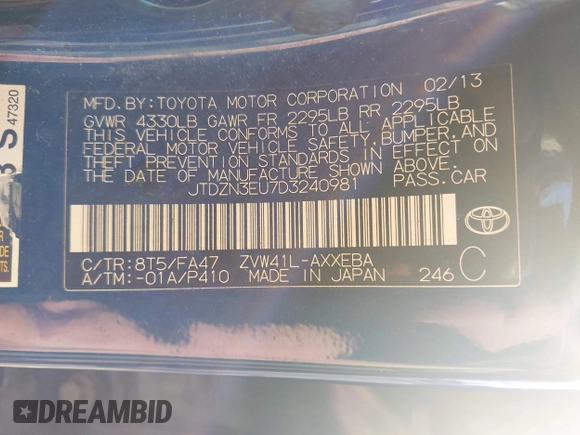 MFD. BY: TOYOTA MOTOR CORPORATION 02/13
GVWR 4330LB GAWR FR 2295LB RR 2295LB
THIS VEHICLE CONFORMS TO ALL APPLICABLE
FEDERAL MOTOR VEHICLE SAFETY, BUMPER, AND
THEFT PREVENTION STANDARDS IN EFFECT ON
THE DATE OF MANUFACTURE SHOWN ABOVE.
JTDZN3EU7D3240981 PASS.CAR
C/TR:8T5/FA47 ZVW41L-AXXEBA
A/TM:-01A/P410 MADE IN JAPAN 246 C
TOYOTA
S 47320
DREAMBID